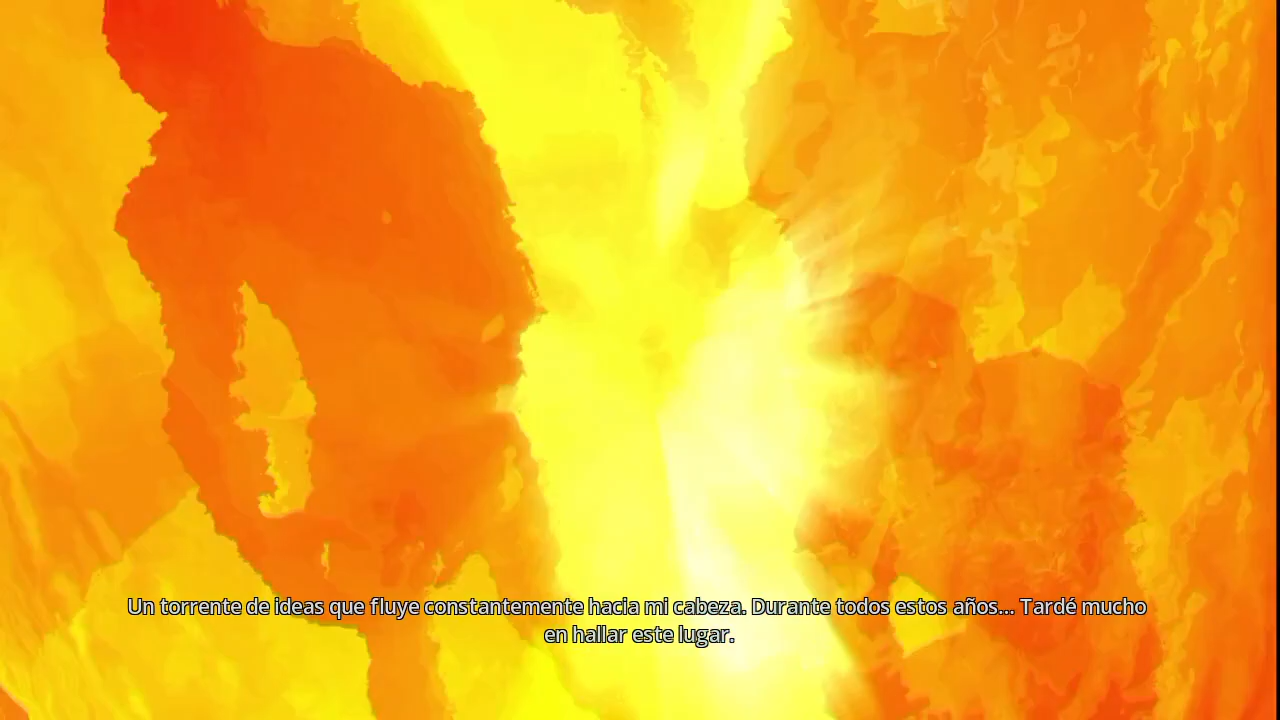 Un torrente de ideas que fluye constantemente hacia mi cabeza. Durante todos estos años... Tardé mucho
en hallar este lugar.